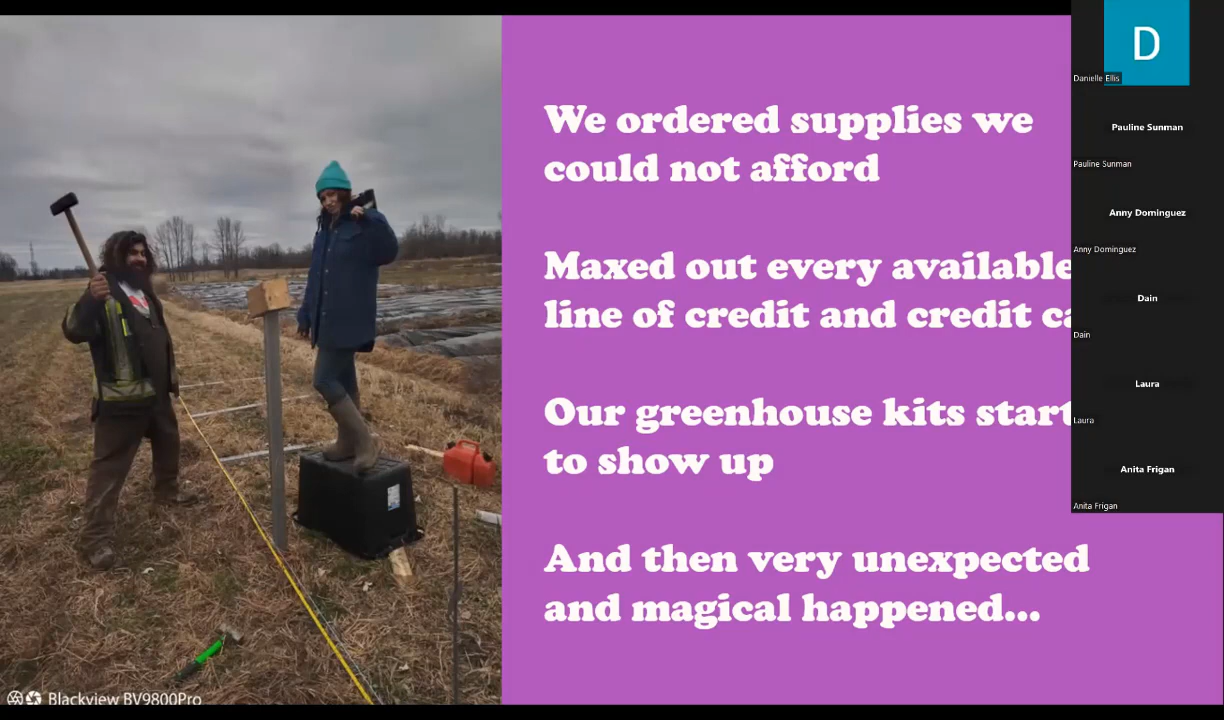 We ordered supplies we
could not afford
Maxed out every available
line of credit and credit
Our greenhouse kits start
to show up
And then very unexpected
and magical happened...
Blackview BV9800Pro
D
Danielle Ellis
Pauline Sunman
Pauline Sunman
Anny Dominguez
Anny Dominguez
Dain
Dain
Laura
Laura
Anita Frigan
Anita Frigan